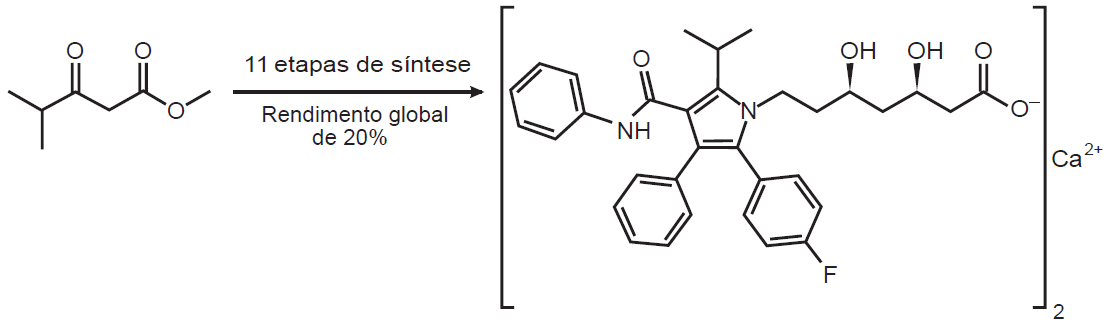 11 etapas de síntese
Rendimento global
de 20%
O
O
O
O
NH
N
OH
OH
O
O⁻
F
Ca²⁺
2